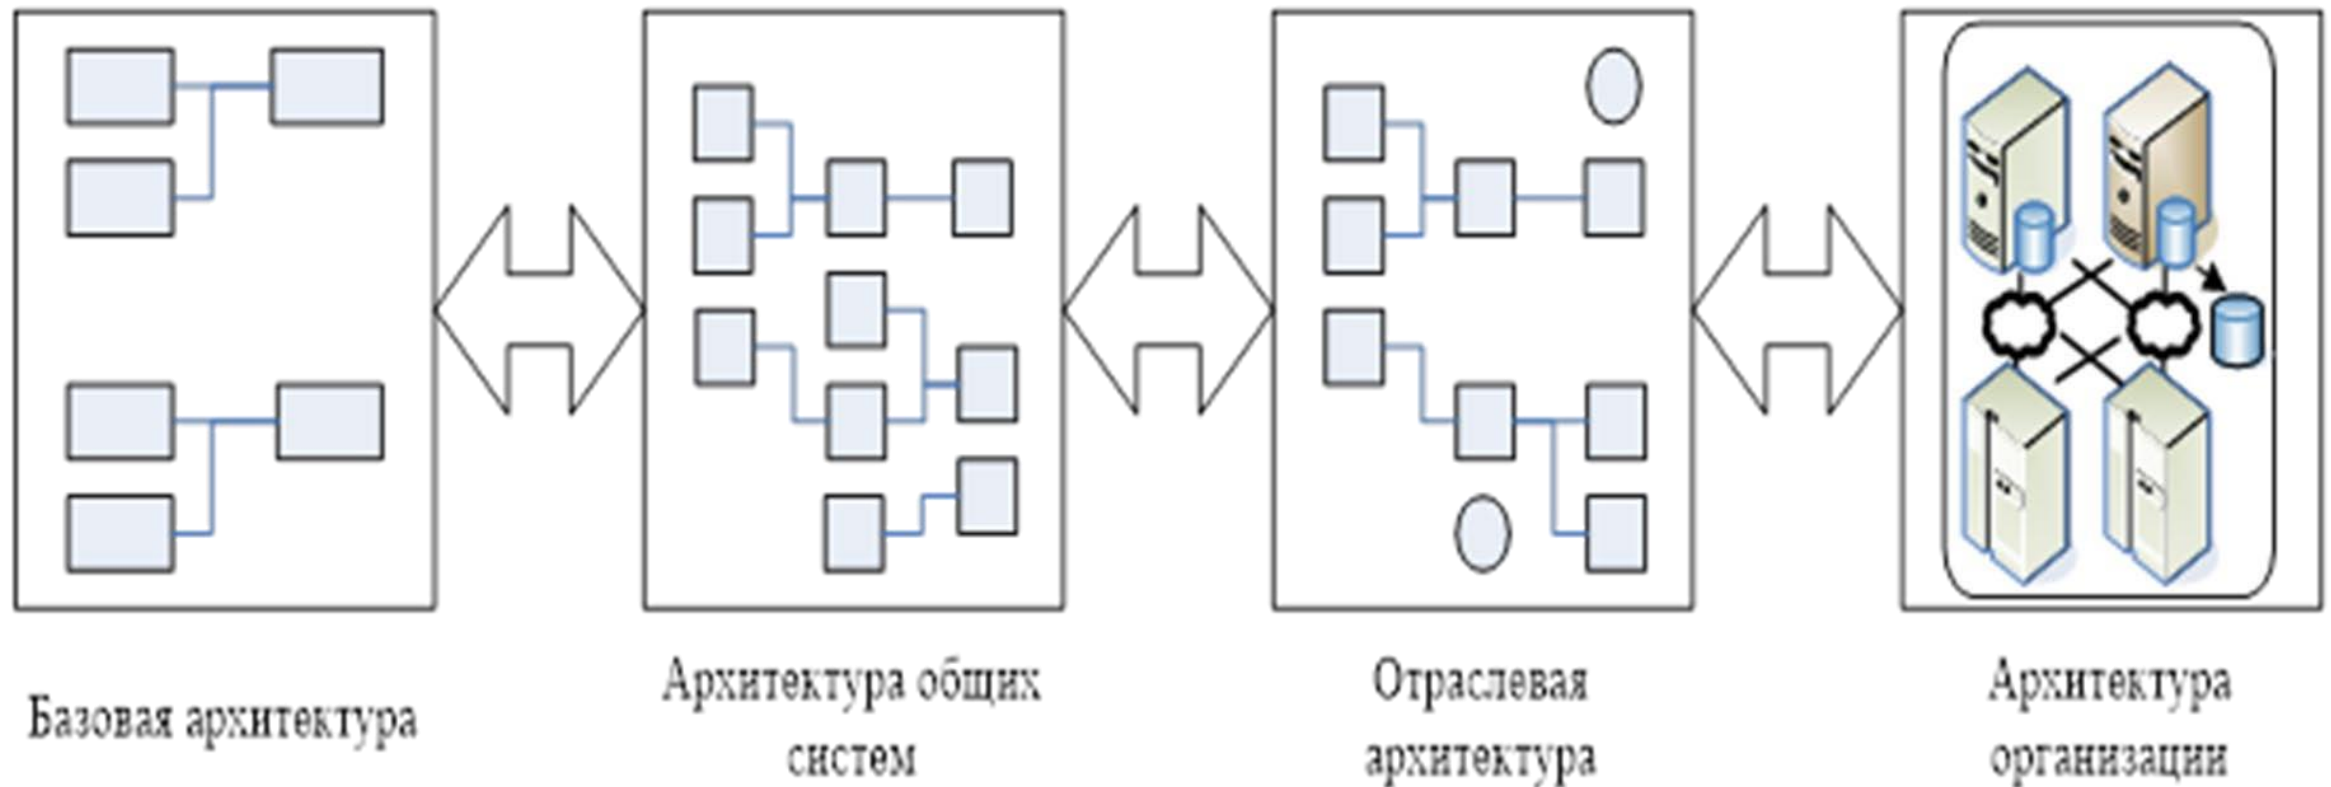 Базовая архитектура
Архитектура общих
систем
Отраслевая
архитектура
Архитектура
организации